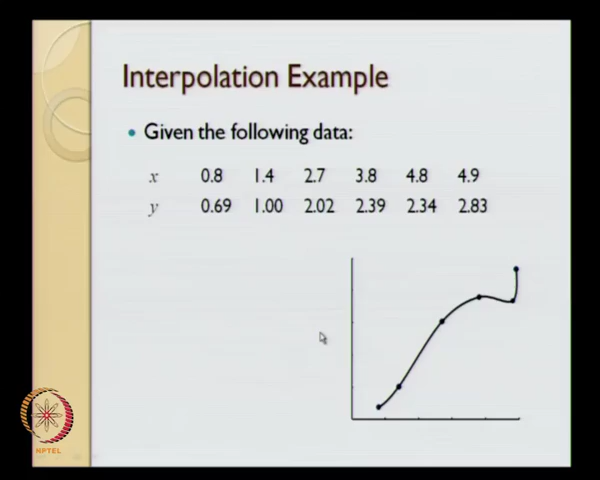 Interpolation Example
• Given the following data:
x 0.8 1.4 2.7 3.8 4.8 4.9
y 0.69 1.00 2.02 2.39 2.34 2.83
NPTEL